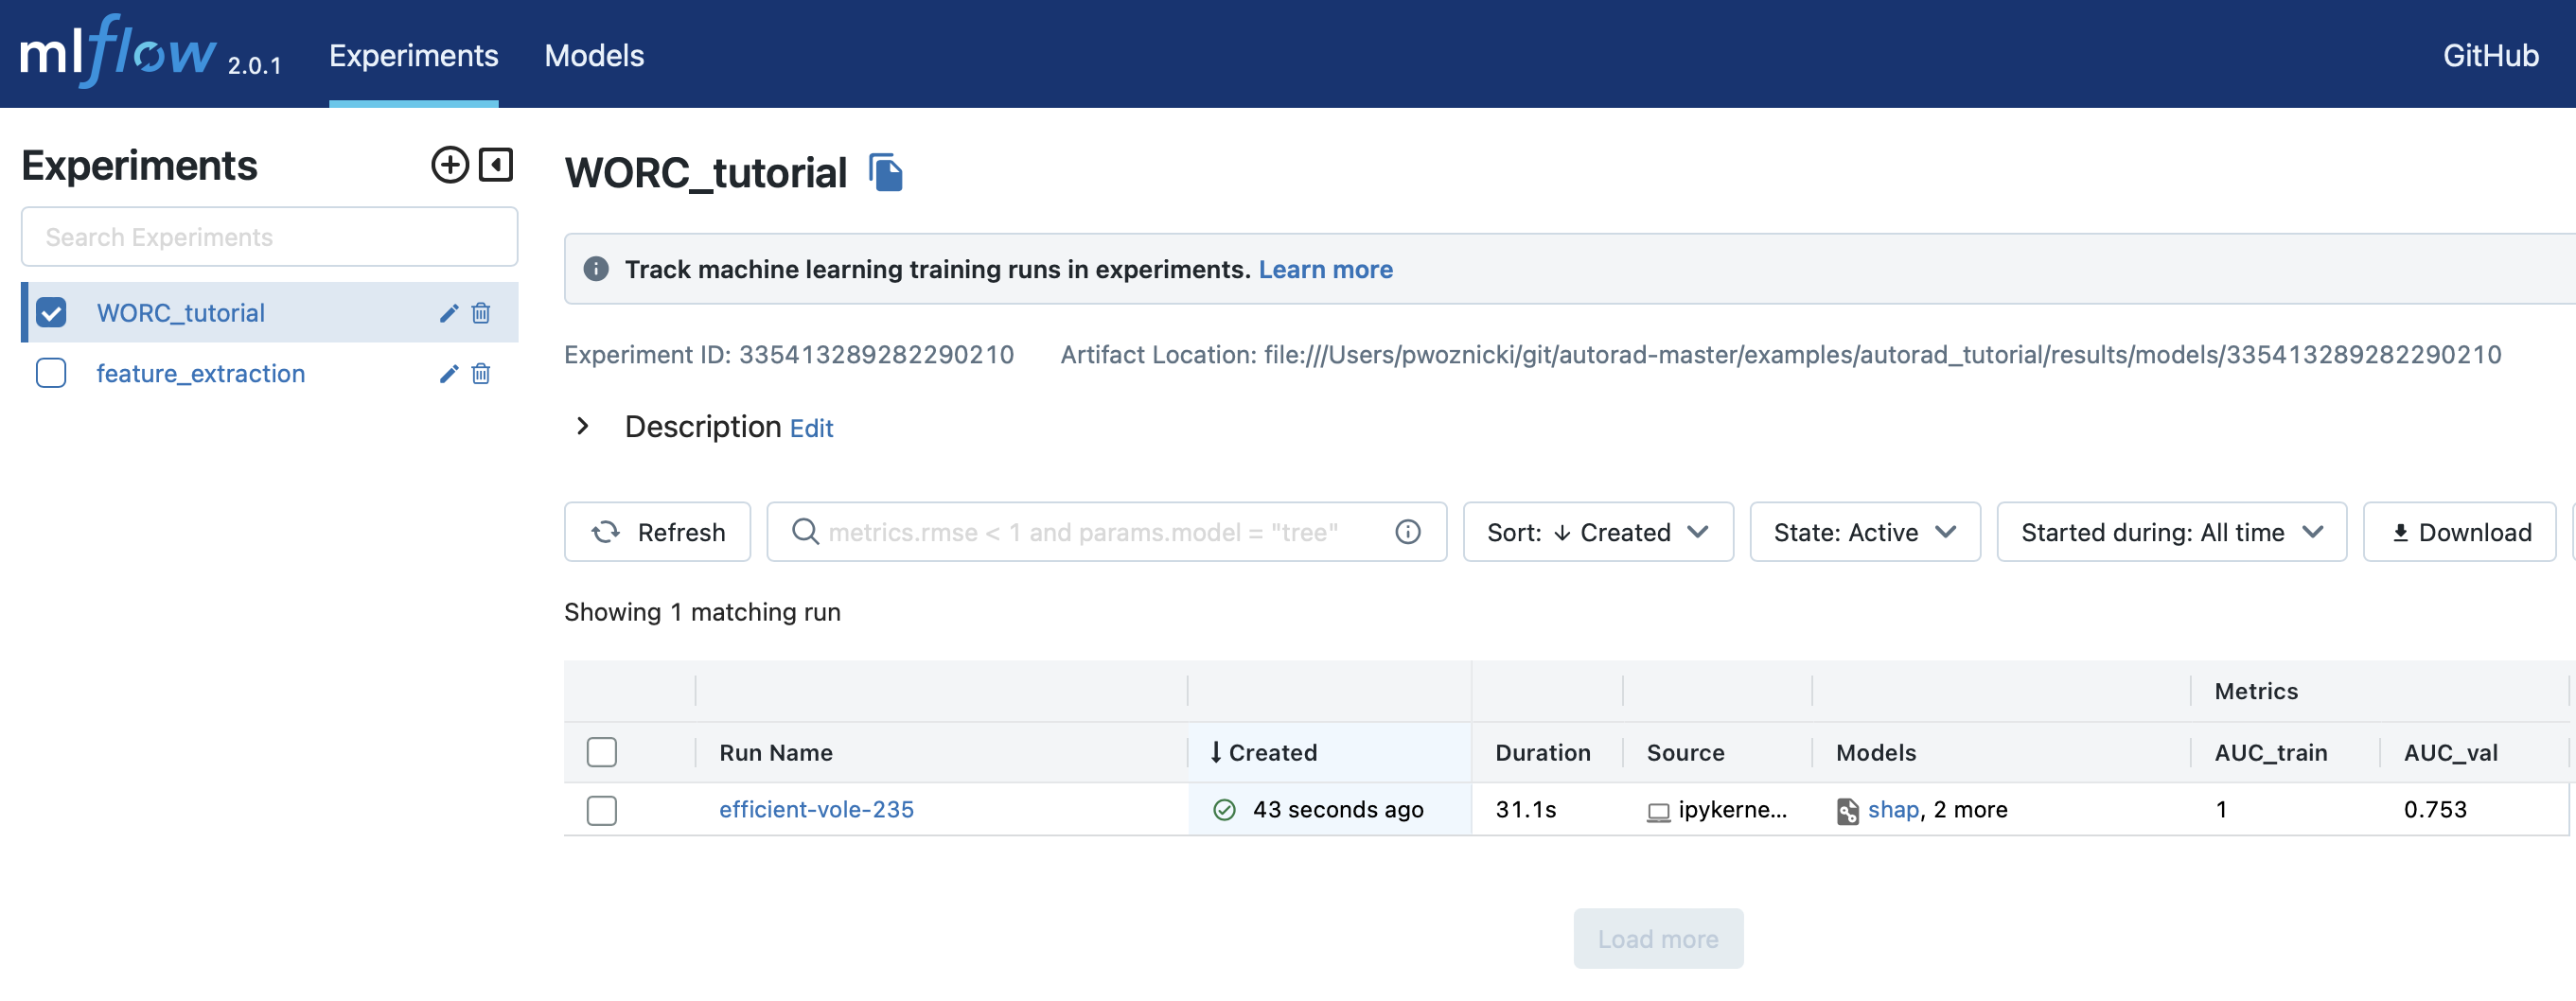 mlflow 2.0.1 Experiments Models GitHub
Experiments
Search Experiments
WORC_tutorial
feature_extraction
WORC_tutorial
Track machine learning training runs in experiments. Learn more
Experiment ID: 335413289282290210 Artifact Location: file:///Users/pwoznicki/git/autorad-master/examples/autorad_tutorial/results/models/335413289282290210
Description Edit
Refresh metrics.rmse < 1 and params.model = "tree" Sort: ↓ Created State: Active Started during: All time Download
Showing 1 matching run
Metrics
Run Name ↓ Created Duration Source Models AUC_train AUC_val
efficient-vole-235 43 seconds ago 31.1s ipykerne... shap, 2 more 1 0.753
Load more